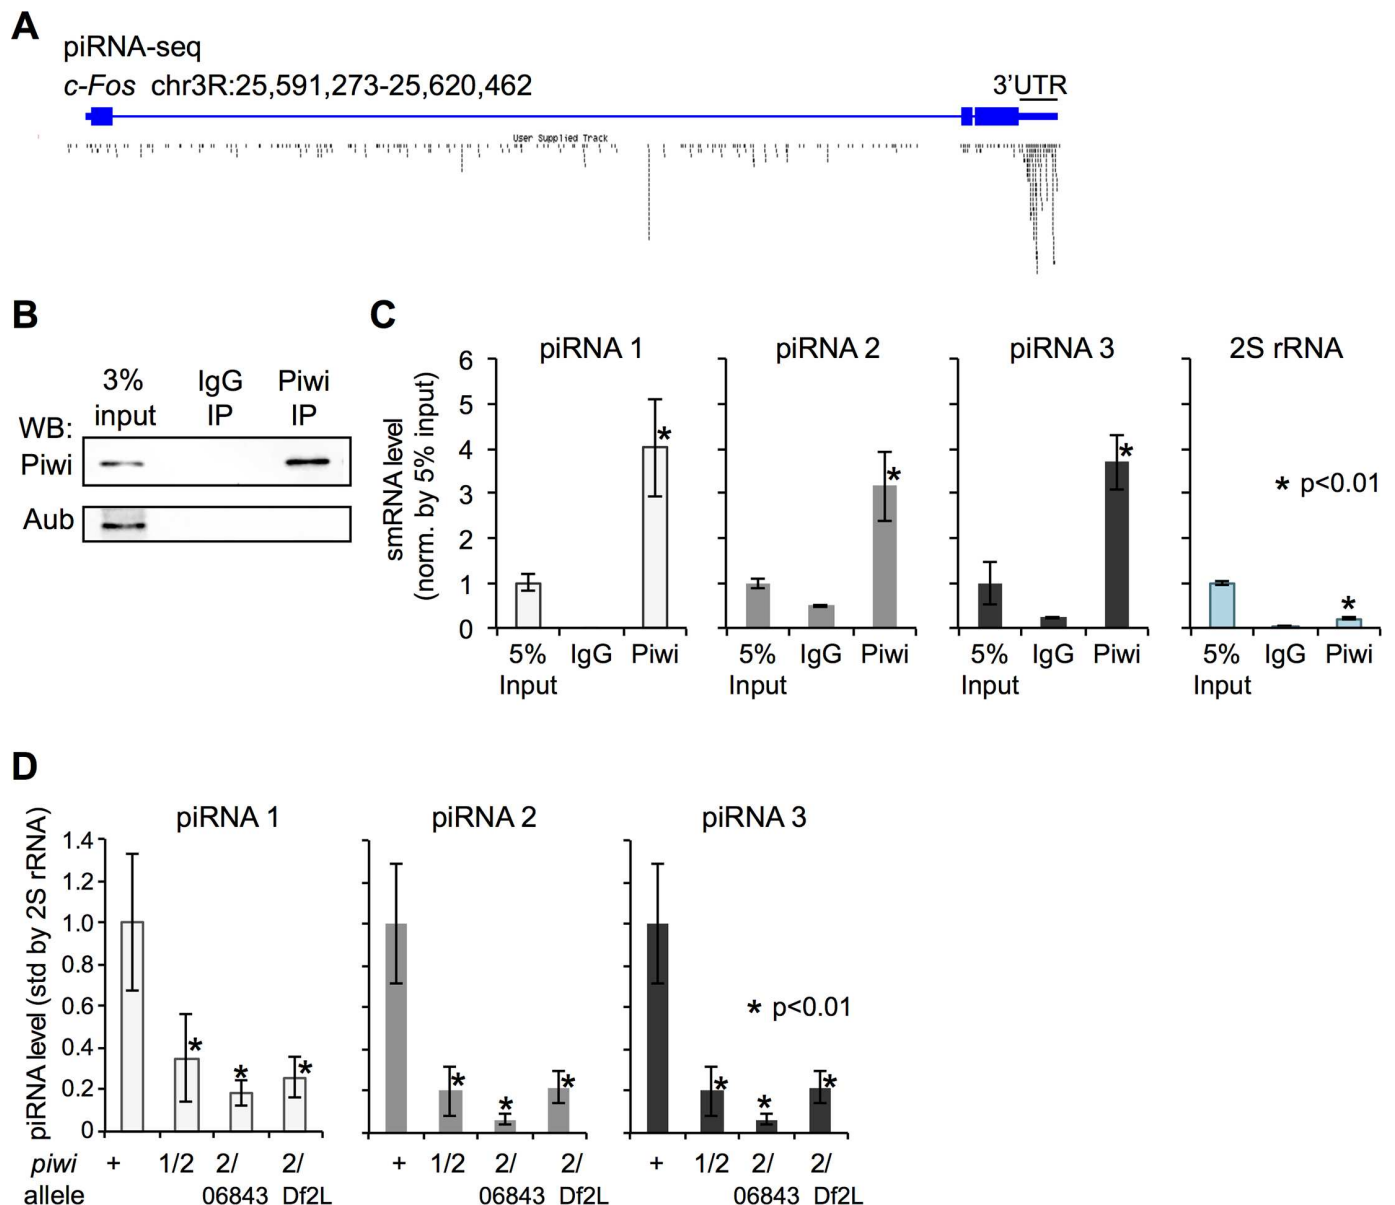 A
piRNA-seq
c-Fos chr3R:25,591,273-25,620,462
3'UTR
User Supplied Track
B
3% input
IgG IP
Piwi IP
WB:
Piwi
Aub
C
smRNA level
(norm. by 5% input)
6
5
4
3
2
1
0
piRNA 1
*
5% Input
IgG
Piwi
piRNA 2
*
5% Input
IgG
Piwi
piRNA 3
*
5% Input
IgG
Piwi
2S rRNA
* p<0.01
*
5% Input
IgG
Piwi
D
piRNA level (std by 2S rRNA)
1.4
1.2
1.0
0.8
0.6
0.4
0.2
0
piRNA 1
* * *
piRNA 2
* * *
piRNA 3
* p<0.01
* * *
piwi allele
+ 1/2 2/06843 2/Df2L
+ 1/2 2/06843 2/Df2L
+ 1/2 2/06843 2/Df2L